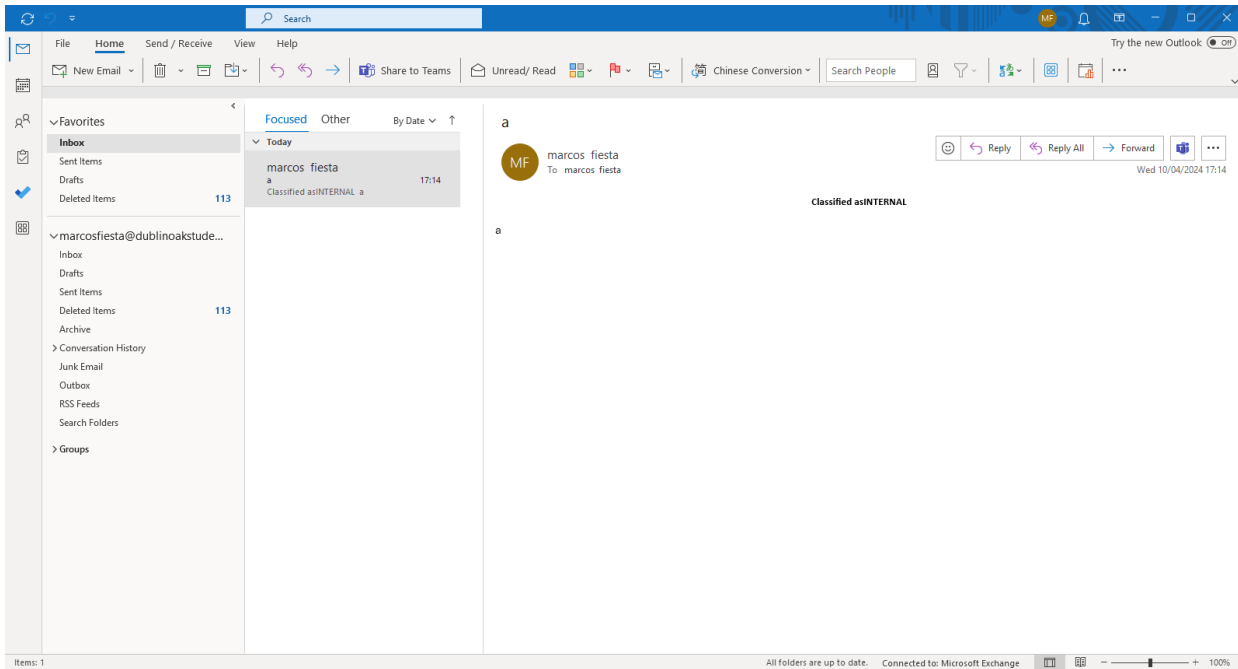 Search
MF
File Home Send / Receive View Help
Try the new Outlook Off
New Email Share to Teams Unread/ Read Chinese Conversion Search People
Favorites
Inbox
Sent Items
Drafts
Deleted Items 113
marcosfiesta@dublinoakstude...
Inbox
Drafts
Sent Items
Deleted Items 113
Archive
Conversation History
Junk Email
Outbox
RSS Feeds
Search Folders
Groups
Focused Other By Date
Today
marcos fiesta
a 17:14
Classified asINTERNAL a
a
MF
marcos fiesta
To marcos fiesta
Reply Reply All Forward
Wed 10/04/2024 17:14
Classified asINTERNAL
a
Items: 1
All folders are up to date. Connected to: Microsoft Exchange 100%